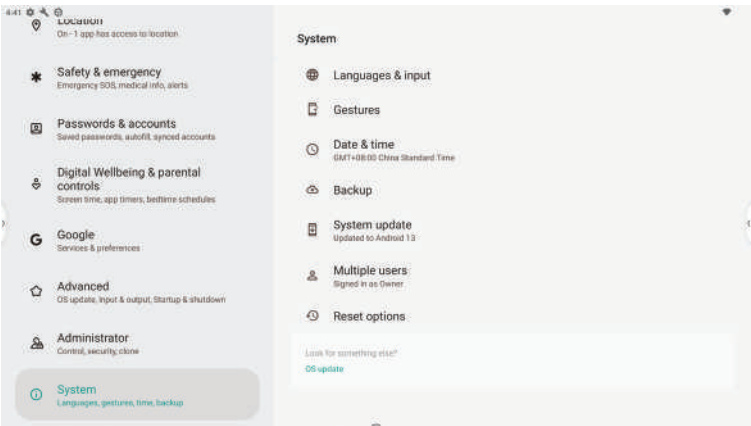 4:41
Location
On - 1 app has access to location
Safety & emergency
Emergency SOS, medical info, alerts
Passwords & accounts
Saved passwords, autofill, synced accounts
Digital Wellbeing & parental
controls
Screen time, app timers, bedtime schedules
Google
Services & preferences
Advanced
OS update, Input & output, Startup & shutdown
Administrator
Control, security, clone
System
Languages, gestures, time, backup
System
Languages & input
Gestures
Date & time
GMT+08:00 China Standard Time
Backup
System update
Updated to Android 13
Multiple users
Signed in as Owner
Reset options
Look for something else?
OS update